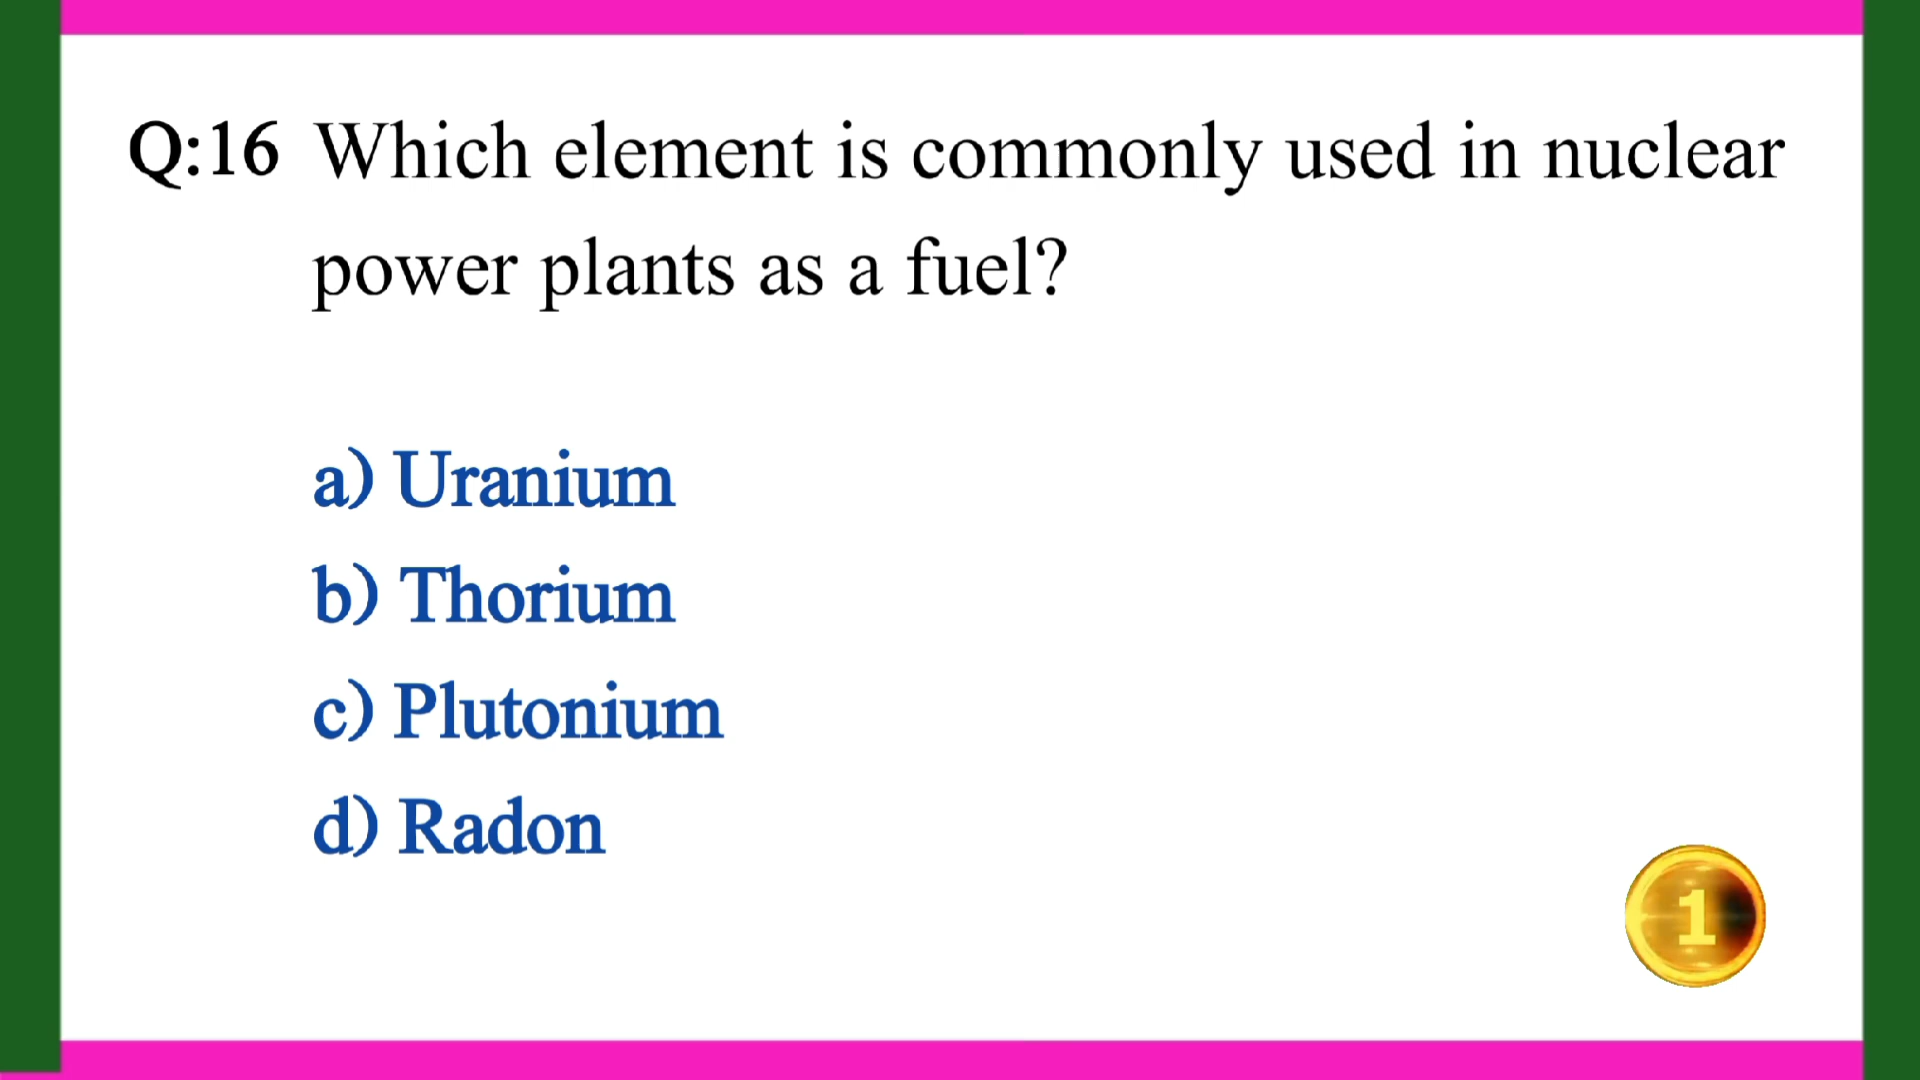 Q:16 Which element is commonly used in nuclear
power plants as a fuel?
a) Uranium
b) Thorium
c) Plutonium
d) Radon
1